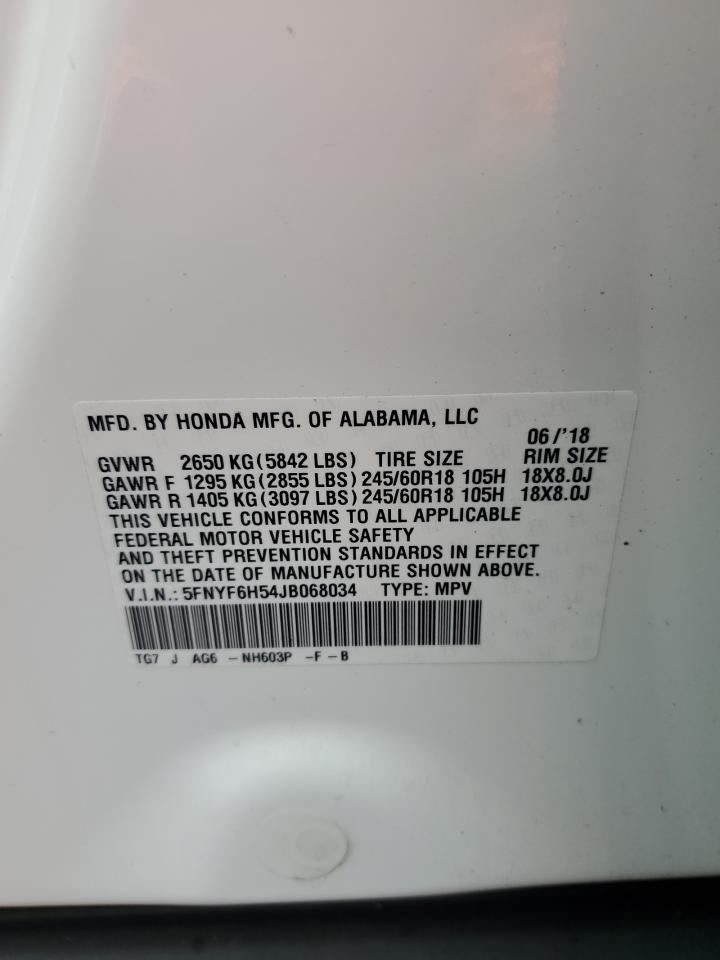 MFD. BY HONDA MFG. OF ALABAMA, LLC
06/'18
GVWR 2650 KG(5842 LBS) TIRE SIZE RIM SIZE
GAWR F 1295 KG(2855 LBS)245/60R18 105H 18X8.0J
GAWR R 1405 KG(3097 LBS)245/60R18 105H 18X8.0J
THIS VEHICLE CONFORMS TO ALL APPLICABLE
FEDERAL MOTOR VEHICLE SAFETY
AND THEFT PREVENTION STANDARDS IN EFFECT
ON THE DATE OF MANUFACTURE SHOWN ABOVE.
V.I.N.: 5FNYF6H54JB068034 TYPE: MPV
TG7 J AG6 -NH603P -F-B